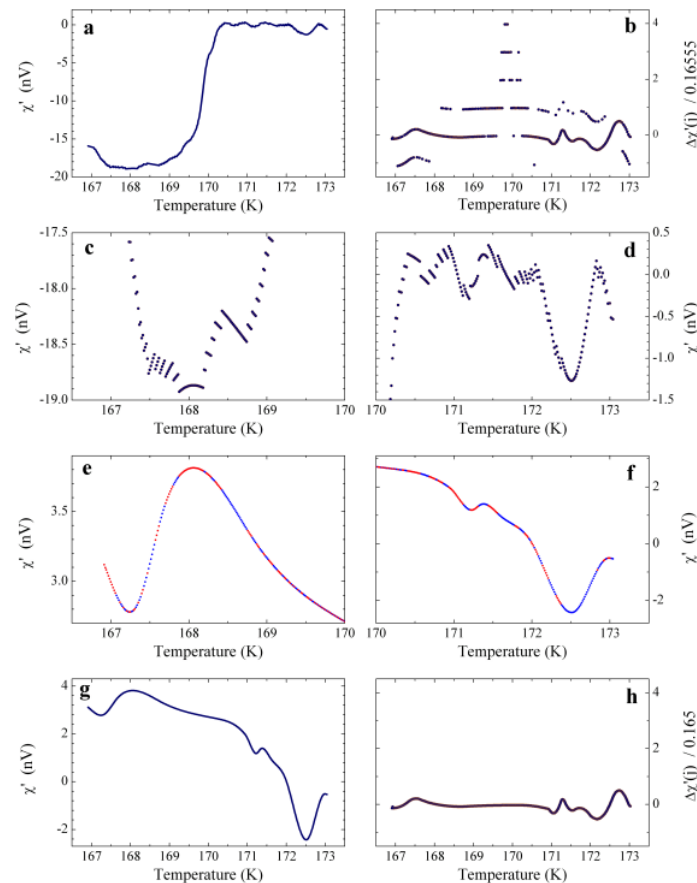 a
χ' (nV)
0
-5
-10
-15
-20
167 168 169 170 171 172 173
Temperature (K)
b
4
2
0
Δχ'(j) / 0.16555
167 168 169 170 171 172 173
Temperature (K)
c
χ' (nV)
-17.5
-18.0
-18.5
-19.0
167 168 169 170
Temperature (K)
d
0.5
0.0
-0.5
-1.0
-1.5
χ' (nV)
170 171 172 173
Temperature (K)
e
χ' (nV)
3.5
3.0
167 168 169 170
Temperature (K)
f
2
0
-2
χ' (nV)
170 171 172 173
Temperature (K)
g
χ' (nV)
4
2
0
-2
167 168 169 170 171 172 173
Temperature (K)
h
4
2
0
Δχ'(j) / 0.165
167 168 169 170 171 172 173
Temperature (K)